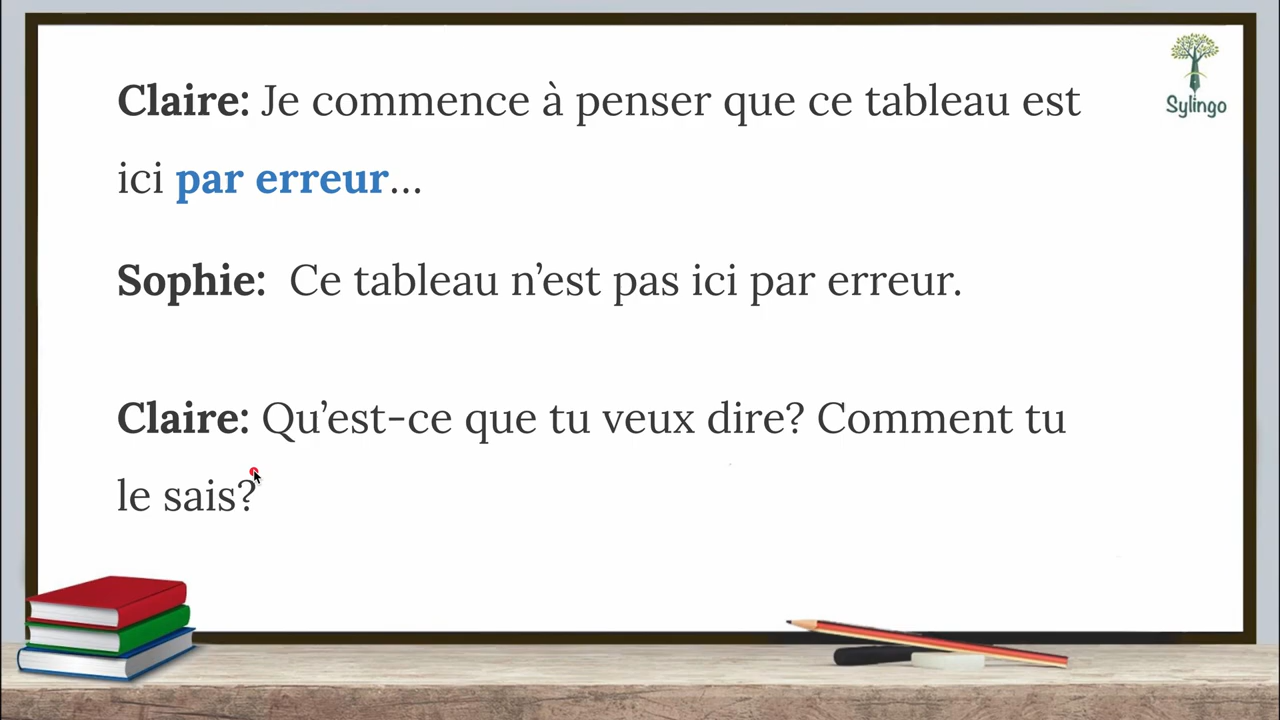 Sylingo
Claire: Je commence à penser que ce tableau est
ici par erreur...
Sophie:  Ce tableau n’est pas ici par erreur.
Claire: Qu’est-ce que tu veux dire? Comment tu
le sais?